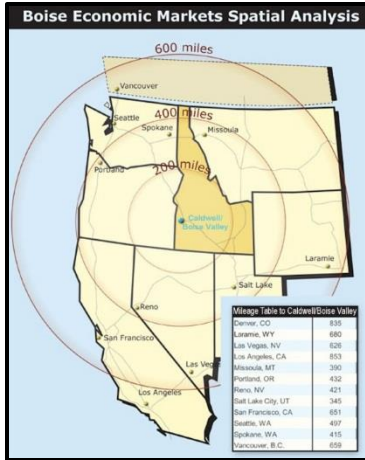 Boise Economic Markets Spatial Analysis
600 miles
Vancouver
400 miles
Seattle
Spokane
Missoula
200 miles
Portland
Caldwell/
Boise Valley
Laramie
Salt Lake
Reno
San Francisco
Las Vegas
Los Angeles
Mileage Table to Caldwell/Boise Valley
Denver, CO 835
Laramie, WY 680
Las Vegas, NV 626
Los Angeles, CA 853
Missoula, MT 390
Portland, OR 432
Reno, NV 421
Salt Lake City, UT 345
San Francisco, CA 651
Seattle, WA 497
Spokane, WA 415
Vancouver, B.C. 659